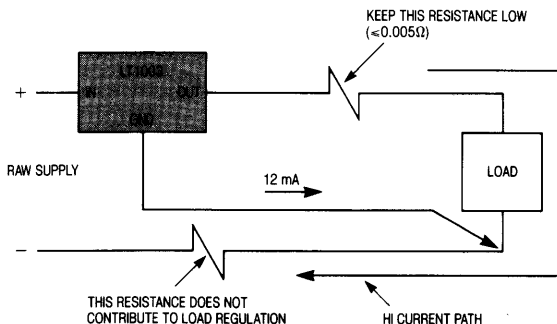 KEEP THIS RESISTANCE LOW
(≤0.005Ω)
LT1003
+ IN OUT
GND
RAW SUPPLY
12 mA
LOAD
−
THIS RESISTANCE DOES NOT
CONTRIBUTE TO LOAD REGULATION
HI CURRENT PATH